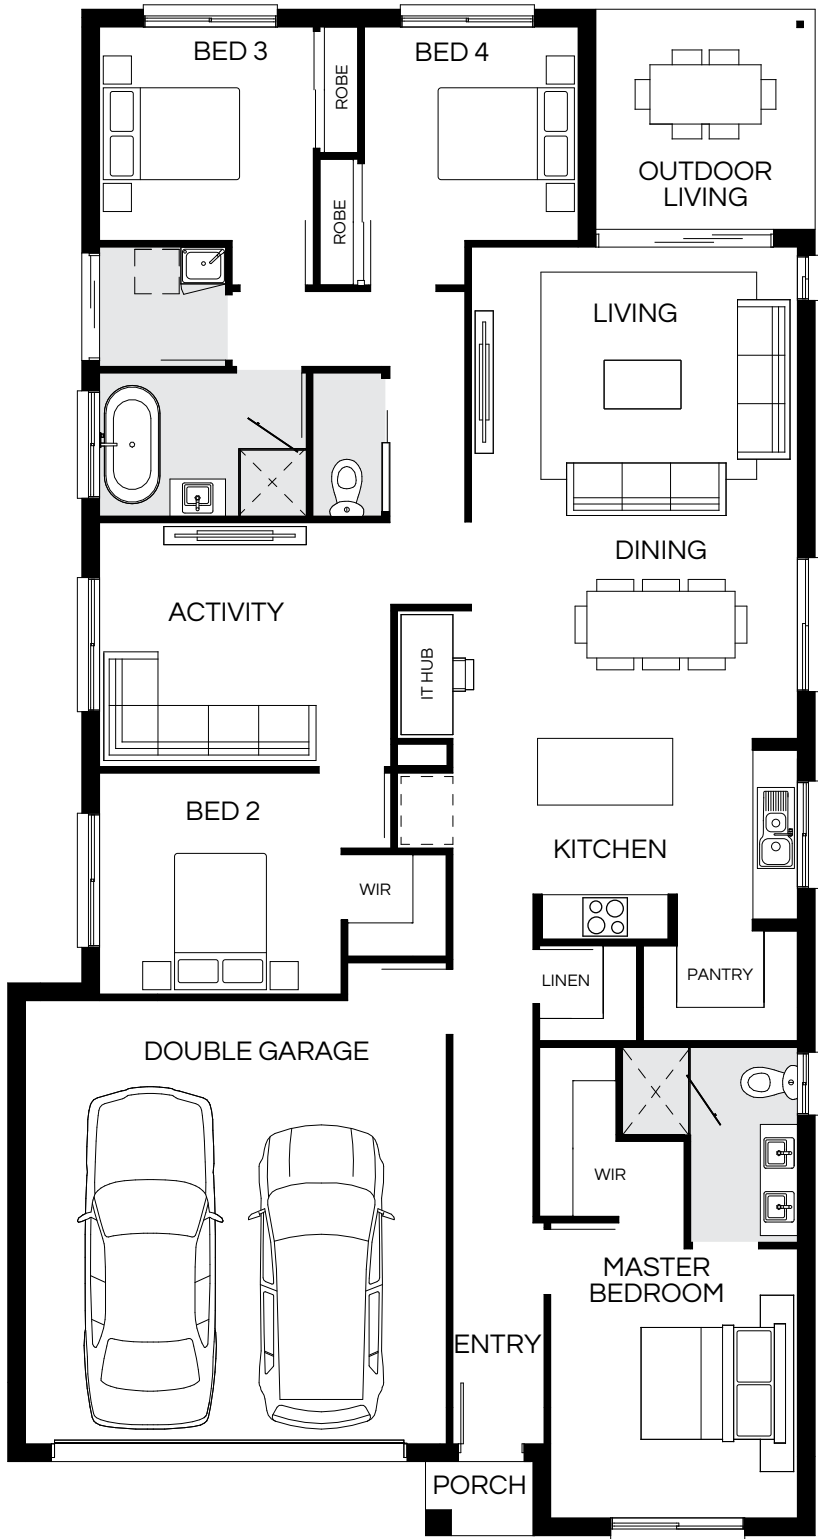 BED 3
ROBE
BED 4
ROBE
OUTDOOR
LIVING
LIVING
DINING
ACTIVITY
IT HUB
BED 2
KITCHEN
WIR
LINEN
PANTRY
DOUBLE GARAGE
WIR
MASTER
BEDROOM
ENTRY
PORCH